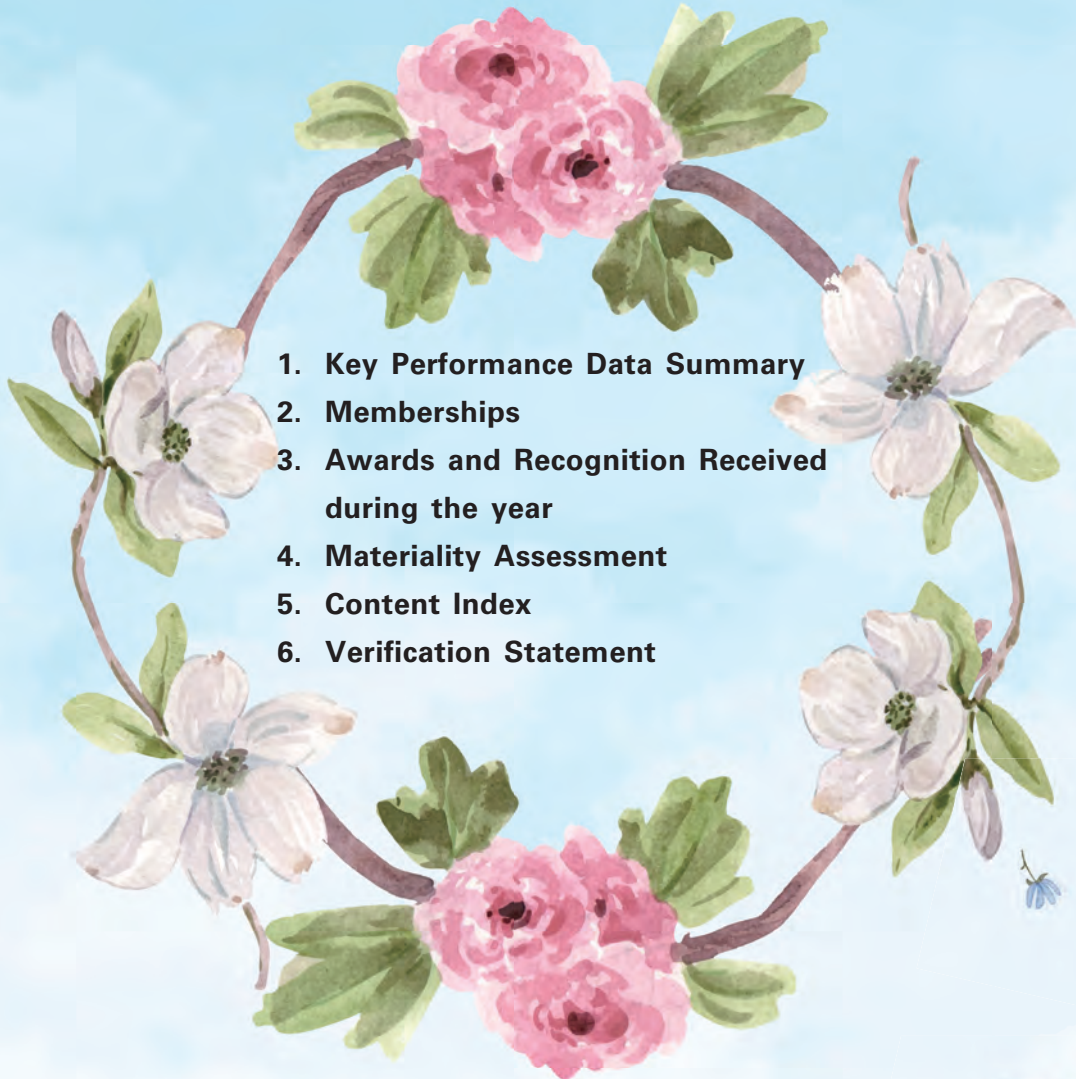 1. Key Performance Data Summary
2. Memberships
3. Awards and Recognition Received
during the year
4. Materiality Assessment
5. Content Index
6. Verification Statement